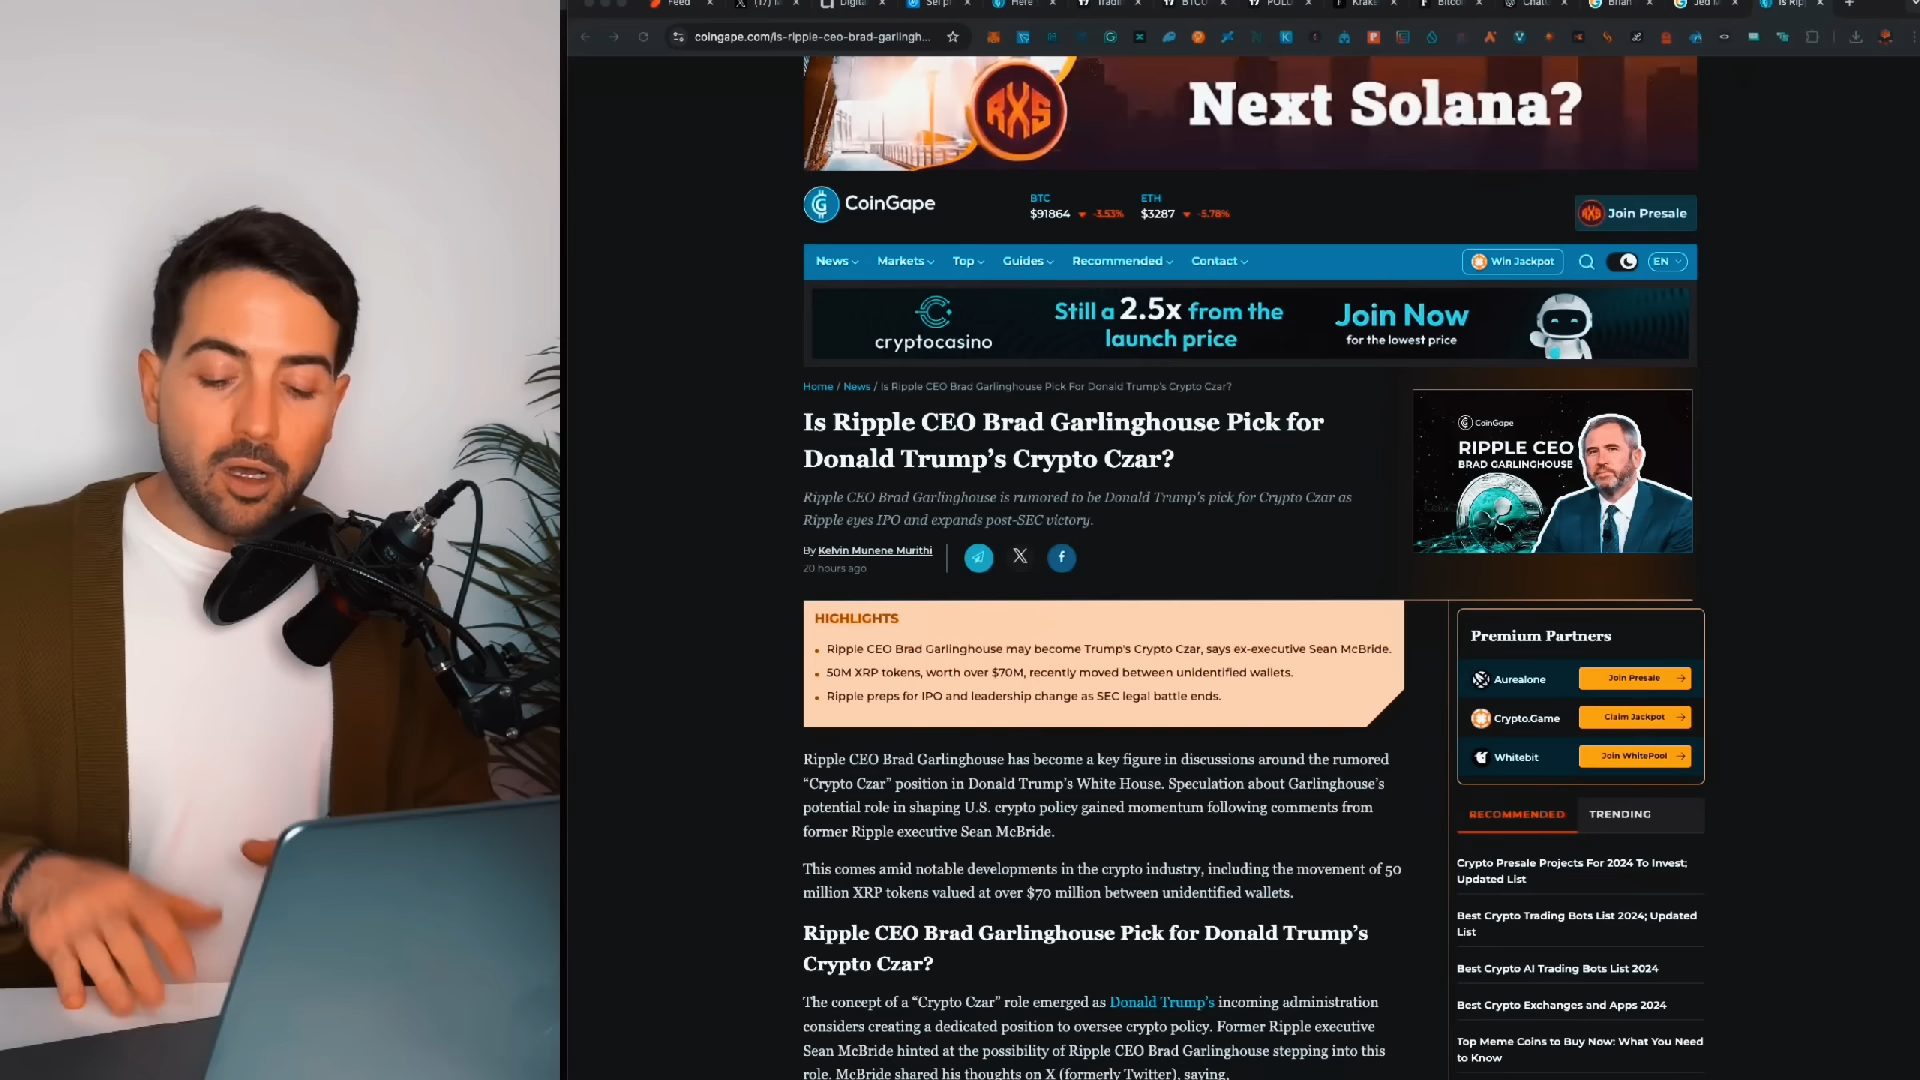 Feed
Digital
BTCU
Krake
Bitcoi
Brian
Jed M
Is Rip
coingape.com/is-ripple-ceo-brad-garlingh...
RXS
Next Solana?
CoinGape
BTC
$91864 -3.53%
ETH
$3287 -5.78%
Join Presale
News Markets Top Guides Recommended Contact
Win Jackpot
EN
cryptocasino
Still a 2.5x from the
launch price
Join Now
for the lowest price
Home / News / Is Ripple CEO Brad Garlinghouse Pick For Donald Trump's Crypto Czar?
Is Ripple CEO Brad Garlinghouse Pick for
Donald Trump's Crypto Czar?
Ripple CEO Brad Garlinghouse is rumored to be Donald Trump's pick for Crypto Czar as
Ripple eyes IPO and expands post-SEC victory.
By Kelvin Munene Murithi
20 hours ago
CoinGape
RIPPLE CEO
BRAD GARLINGHOUSE
HIGHLIGHTS
Ripple CEO Brad Garlinghouse may become Trump's Crypto Czar, says ex-executive Sean McBride.
50M XRP tokens, worth over $70M, recently moved between unidentified wallets.
Ripple preps for IPO and leadership change as SEC legal battle ends.
Ripple CEO Brad Garlinghouse has become a key figure in discussions around the rumored
“Crypto Czar” position in Donald Trump's White House. Speculation about Garlinghouse's
potential role in shaping U.S. crypto policy gained momentum following comments from
former Ripple executive Sean McBride.
This comes amid notable developments in the crypto industry, including the movement of 50
million XRP tokens valued at over $70 million between unidentified wallets.
Ripple CEO Brad Garlinghouse Pick for Donald Trump's
Crypto Czar?
The concept of a “Crypto Czar” role emerged as Donald Trump's incoming administration
considers creating a dedicated position to oversee crypto policy. Former Ripple executive
Sean McBride hinted at the possibility of Ripple CEO Brad Garlinghouse stepping into this
role. McBride shared his thoughts on X (formerly Twitter), saying,
Premium Partners
Aurealone Join Presale
Crypto.Game Claim Jackpot
Whitebit Join WhitePool
RECOMMENDED TRENDING
Crypto Presale Projects For 2024 To Invest;
Updated List
Best Crypto Trading Bots List 2024; Updated
List
Best Crypto AI Trading Bots List 2024
Best Crypto Exchanges and Apps 2024
Top Meme Coins to Buy Now: What You Need
to Know